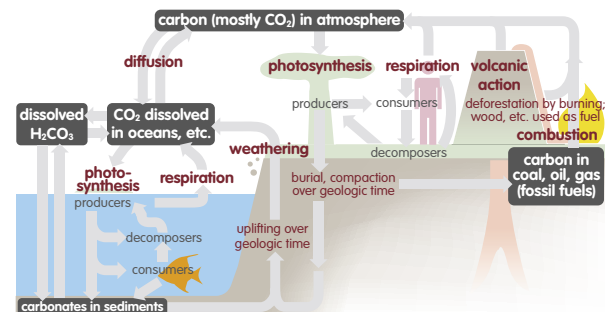 carbon (mostly CO₂) in atmosphere
diffusion
photosynthesis
respiration
volcanic
action
producers
consumers
deforestation by burning;
wood, etc. used as fuel
combustion
decomposers
dissolved
H₂CO₃
CO₂ dissolved
in oceans, etc.
weathering
carbon in
coal, oil, gas
(fossil fuels)
photo-
synthesis
respiration
burial, compaction
over geologic time
producers
uplifting over
geologic time
decomposers
consumers
carbonates in sediments